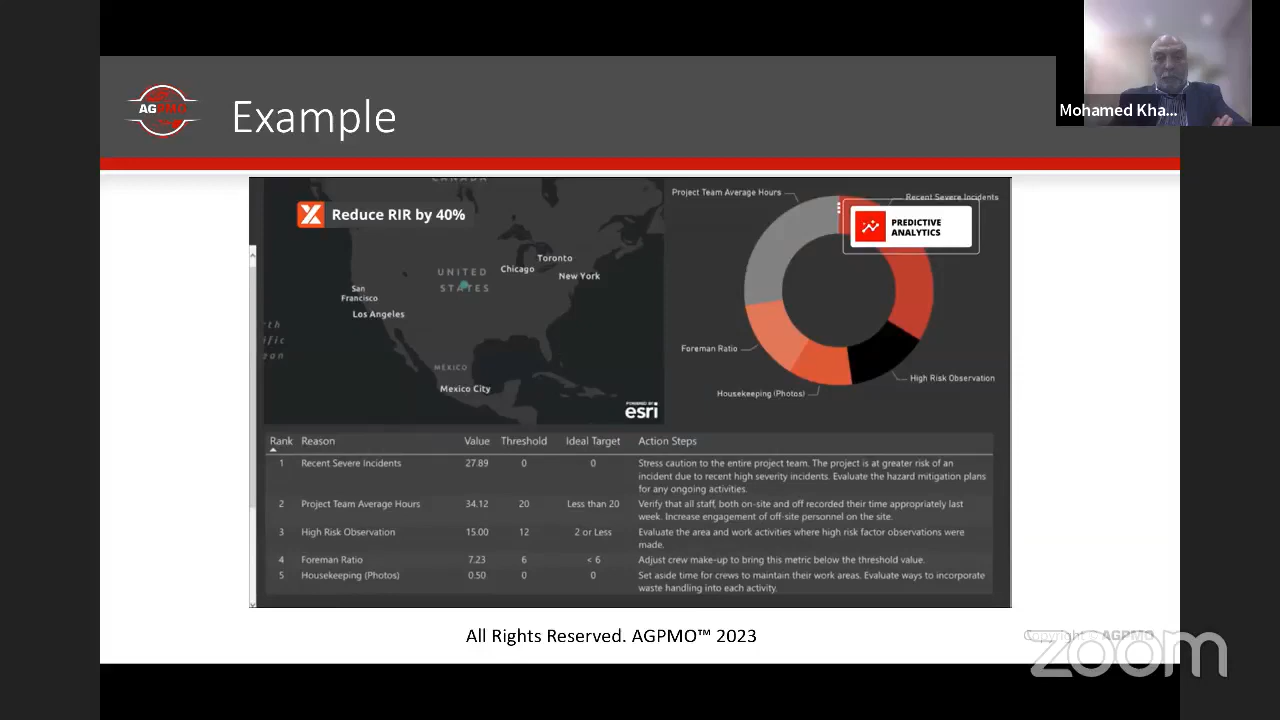 Mohamed Kha...
AGPMO
Example
CANADA
Reduce RIR by 40%
UNITED
STATES
Toronto
Chicago
New York
San
Francisco
Los Angeles
MEXICO
Mexico City
POWERED BY
esri
Project Team Average Hours
Recent Severe Incidents
PREDICTIVE
ANALYTICS
Foreman Ratio
High Risk Observation
Housekeeping (Photos)
Rank Reason Value Threshold Ideal Target Action Steps
1 Recent Severe Incidents 27.89 0 0 Stress caution to the entire project team. The project is at greater risk of an
incident due to recent high severity incidents. Evaluate the hazard mitigation plans
for any ongoing activities.
2 Project Team Average Hours 34.12 20 Less than 20 Verify that all staff, both on-site and off recorded their time appropriately last
week. Increase engagement of off-site personnel on the site.
3 High Risk Observation 15.00 12 2 or Less Evaluate the area and work activities where high risk factor observations were
made.
4 Foreman Ratio 7.23 6 < 6 Adjust crew make-up to bring this metric below the threshold value.
5 Housekeeping (Photos) 0.50 0 0 Set aside time for crews to maintain their work areas. Evaluate ways to incorporate
waste handling into each activity.
All Rights Reserved. AGPMO™ 2023
Copyright © AGPMO
zoom